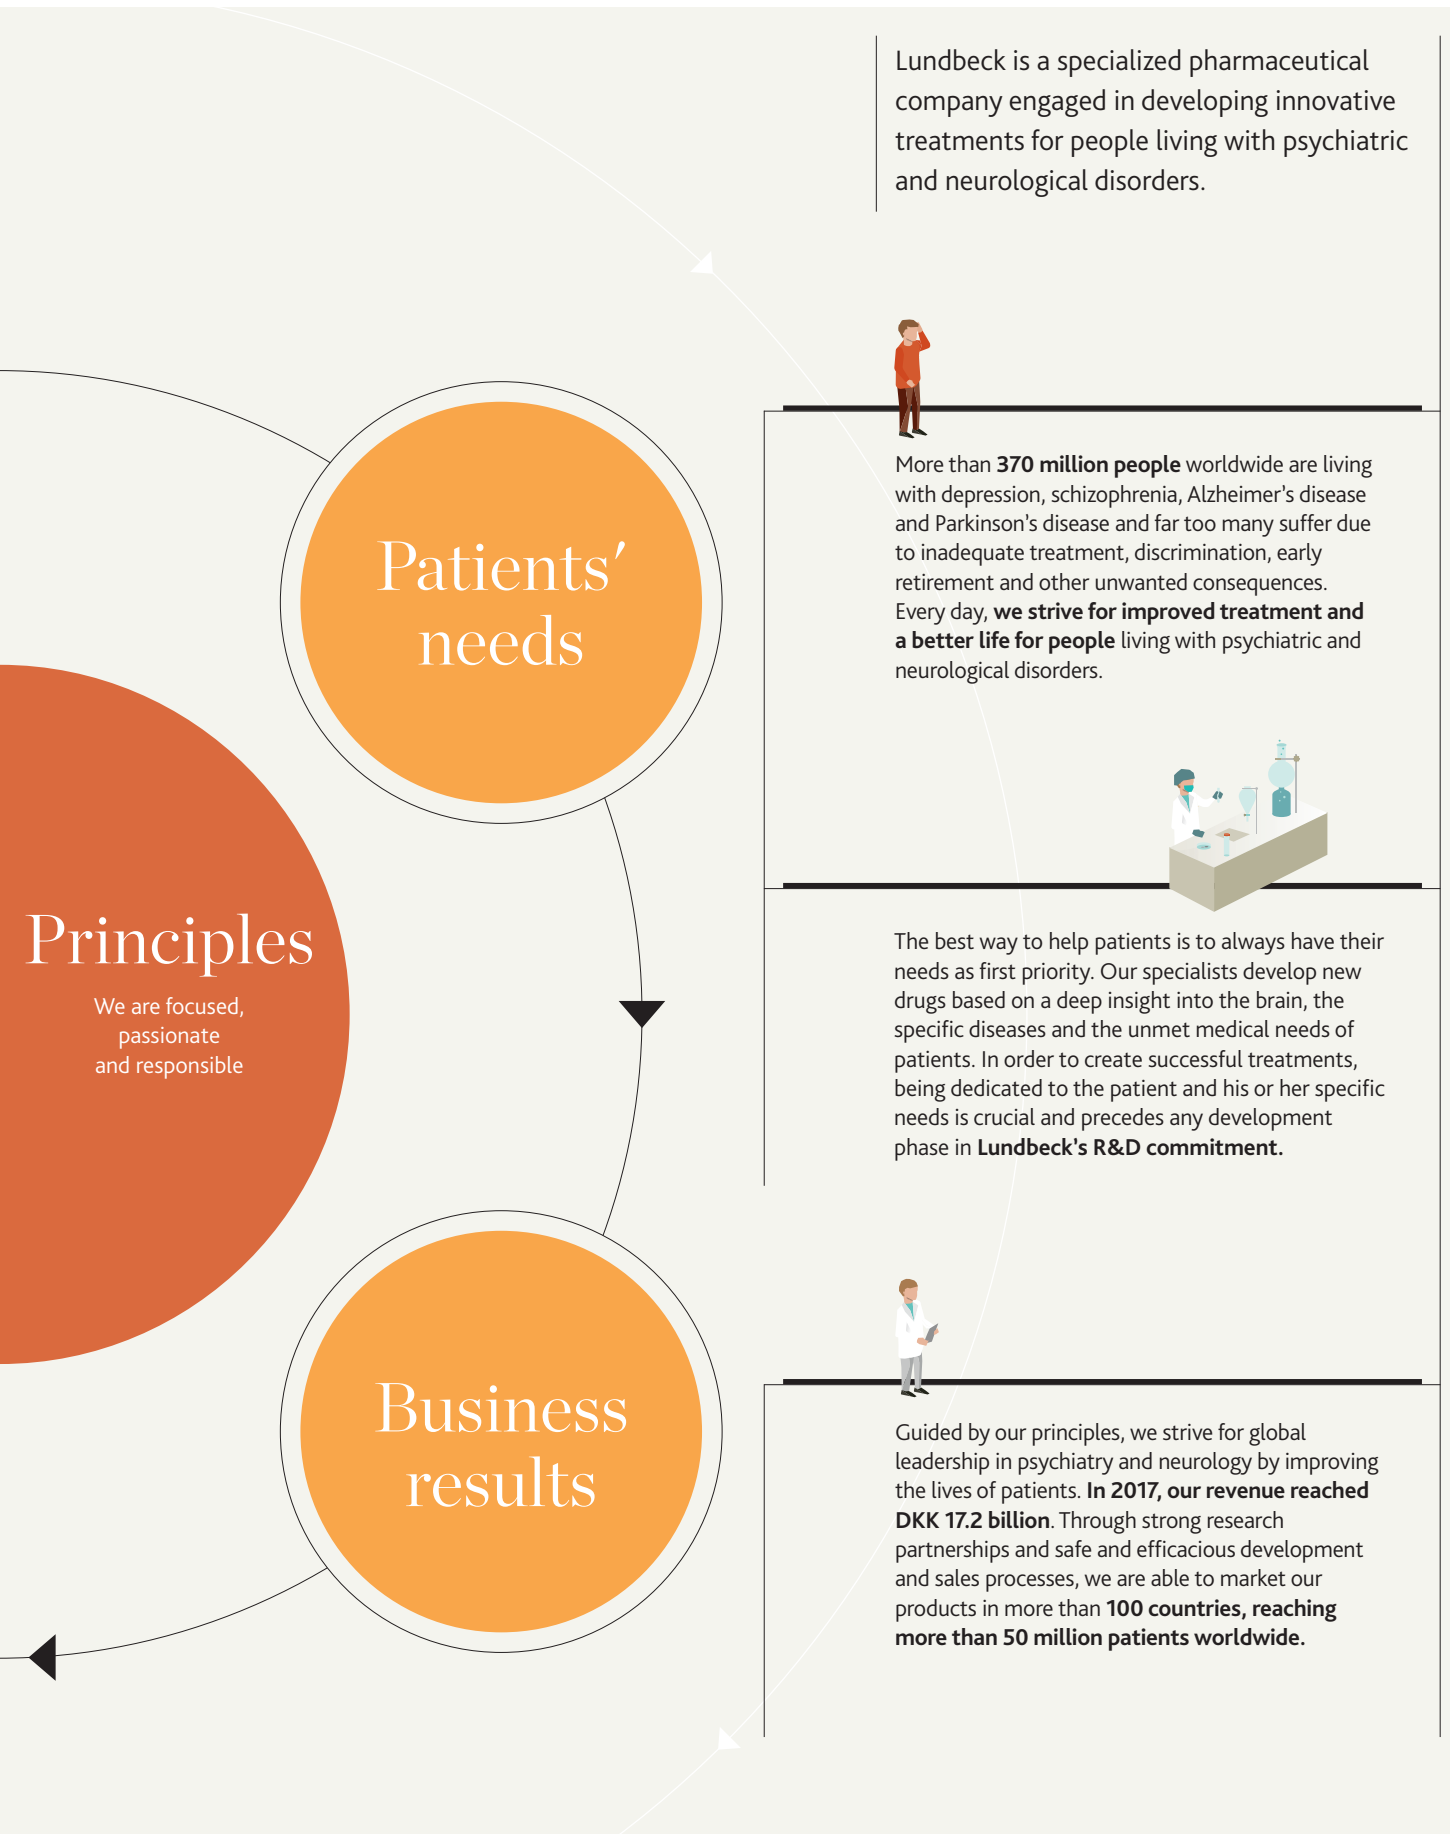 Lundbeck is a specialized pharmaceutical
company engaged in developing innovative
treatments for people living with psychiatric
and neurological disorders.
Patients’
needs
More than 370 million people worldwide are living
with depression, schizophrenia, Alzheimer’s disease
and Parkinson’s disease and far too many suffer due
to inadequate treatment, discrimination, early
retirement and other unwanted consequences.
Every day, we strive for improved treatment and
a better life for people living with psychiatric and
neurological disorders.
Principles
We are focused,
passionate
and responsible
The best way to help patients is to always have their
needs as first priority. Our specialists develop new
drugs based on a deep insight into the brain, the
specific diseases and the unmet medical needs of
patients. In order to create successful treatments,
being dedicated to the patient and his or her specific
needs is crucial and precedes any development
phase in Lundbeck’s R&D commitment.
Business
results
Guided by our principles, we strive for global
leadership in psychiatry and neurology by improving
the lives of patients. In 2017, our revenue reached
DKK 17.2 billion. Through strong research
partnerships and safe and efficacious development
and sales processes, we are able to market our
products in more than 100 countries, reaching
more than 50 million patients worldwide.